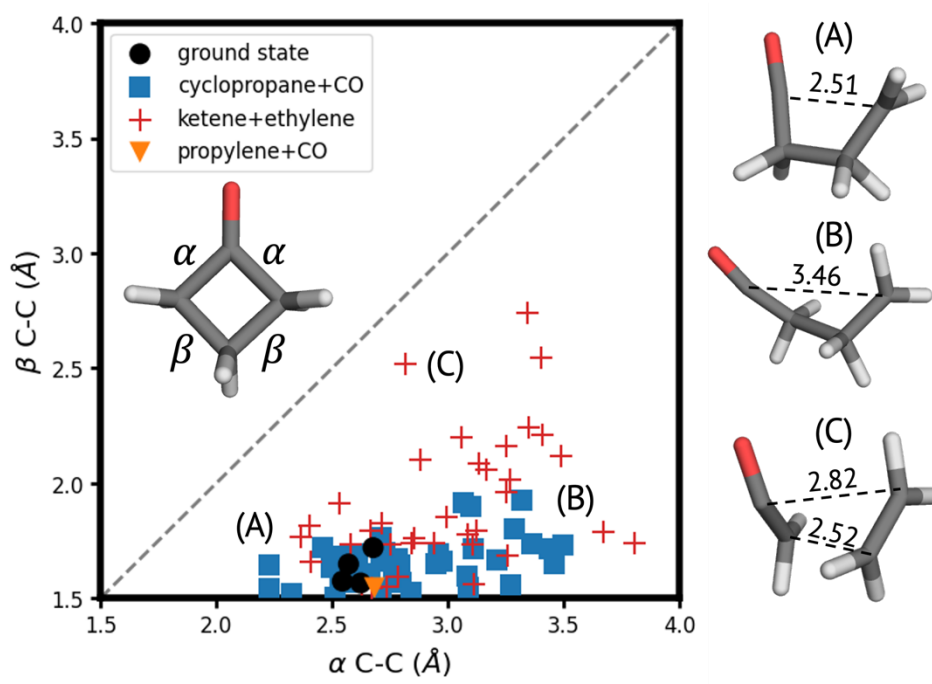 4.0
3.5
3.0
2.5
2.0
1.5
β C-C (Å)
ground state
cyclopropane+CO
ketene+ethylene
propylene+CO
α α
β β
(A)
(B)
(C)
1.5 2.0 2.5 3.0 3.5 4.0
α C-C (Å)
(A)
2.51
(B)
3.46
(C)
2.82
2.52